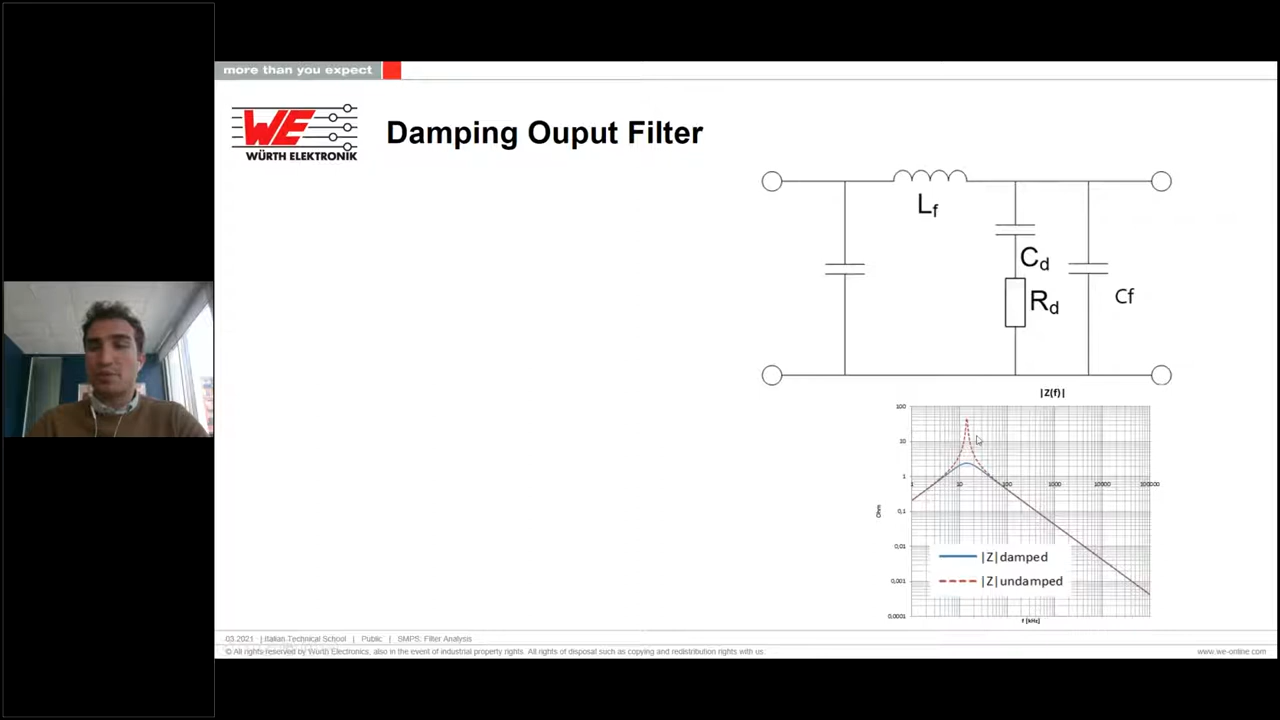 more than you expect
WE
WÜRTH ELEKTRONIK
Damping Ouput Filter
Lf
Cd
Rd
Cf
|Z(f)|
100
10
1
0,1
0,01
0,001
0,0001
1 10 100 1000 10000 100000
Ohm
|Z|damped
|Z|undamped
f [kHz]
03.2021 | Italian Technical School | Public | SMPS: Filter Analysis
© All rights reserved by Wurth Electronics, also in the event of industrial property rights. All rights of disposal such as copying and redistribution rights with us.
www.we-online.com